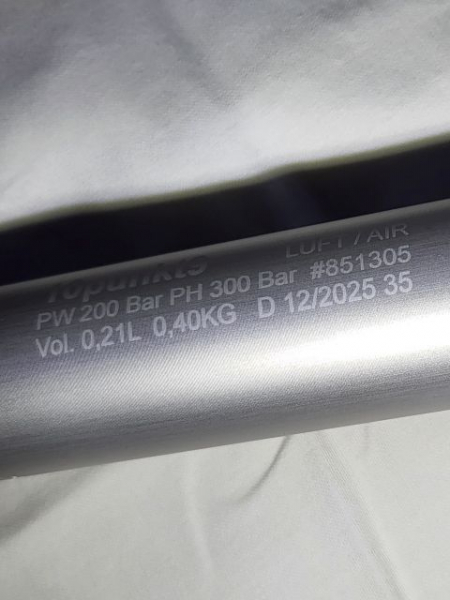 LUFT / AIR
PW 200 Bar PH 300 Bar #851305
Vol. 0,21L 0,40KG D 12/2025 35